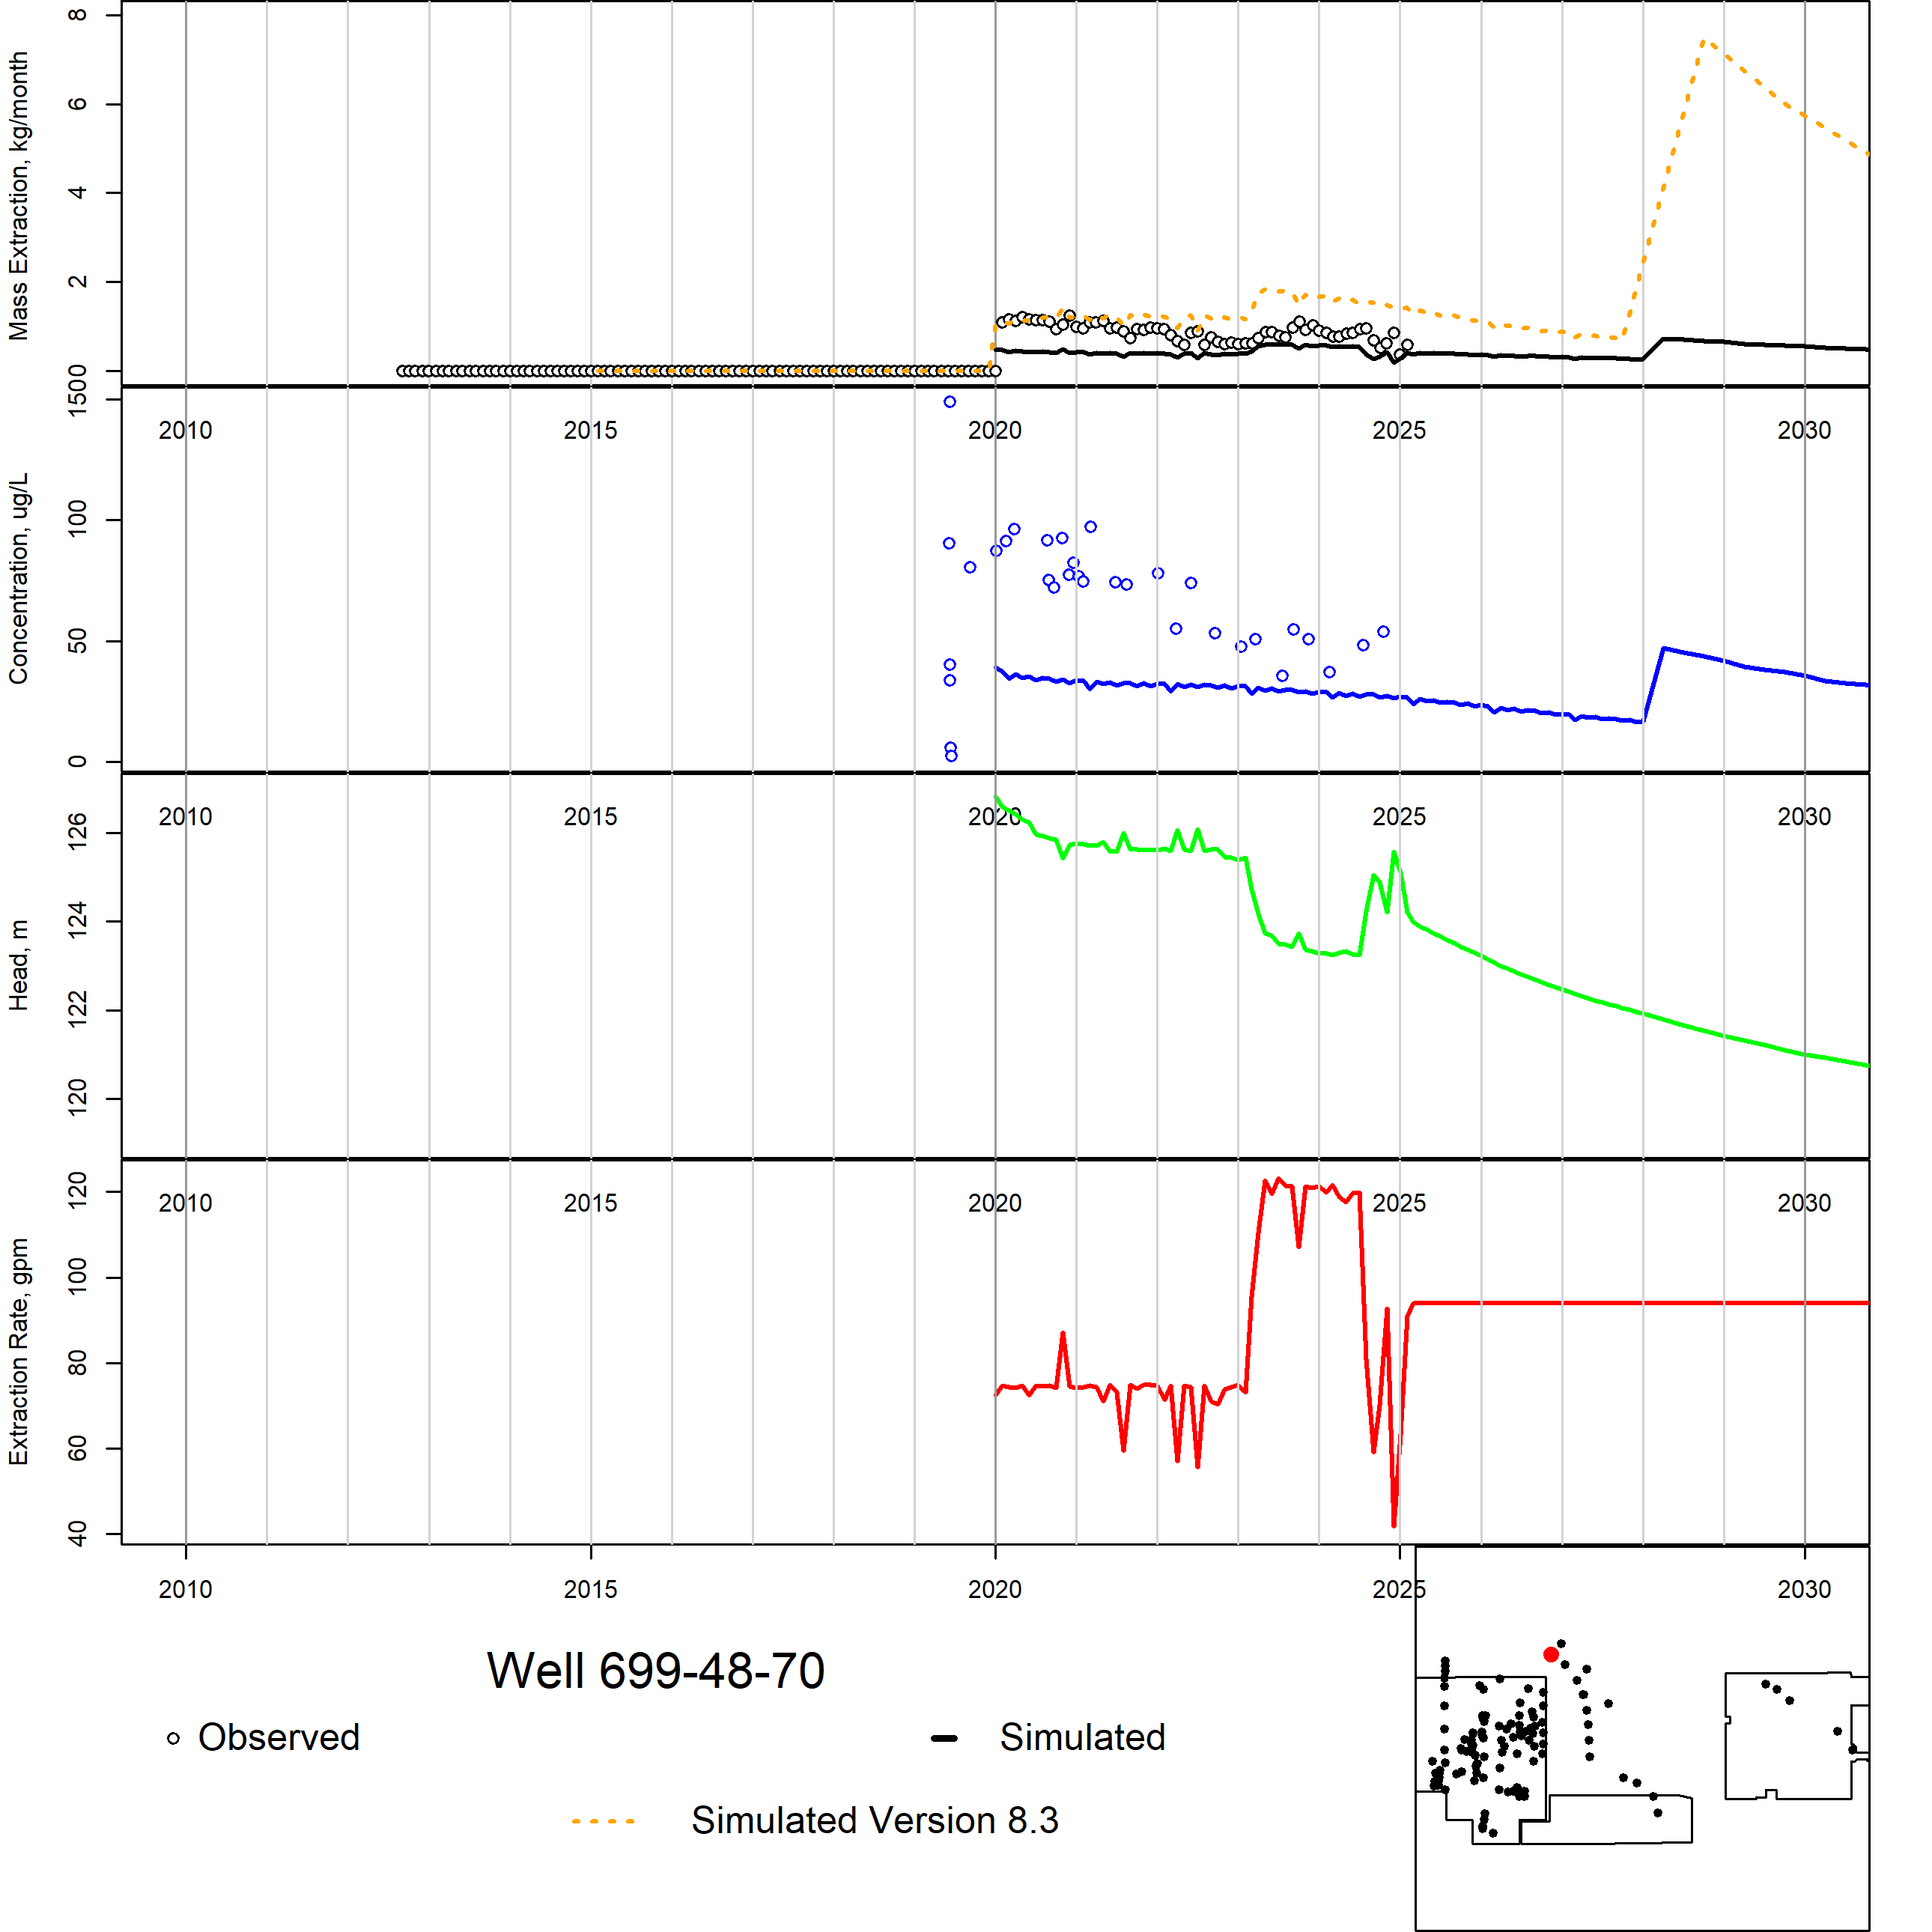 Mass Extraction, kg/month
8
6
4
2
0
2010 2015 2020 2025 2030
Concentration, ug/L
150
100
50
0
2010 2015 2020 2025 2030
Head, m
126
124
122
120
2010 2015 2020 2025 2030
Extraction Rate, gpm
120
100
80
60
40
2010 2015 2020 2025 2030
Well 699-48-70
Observed
Simulated
Simulated Version 8.3